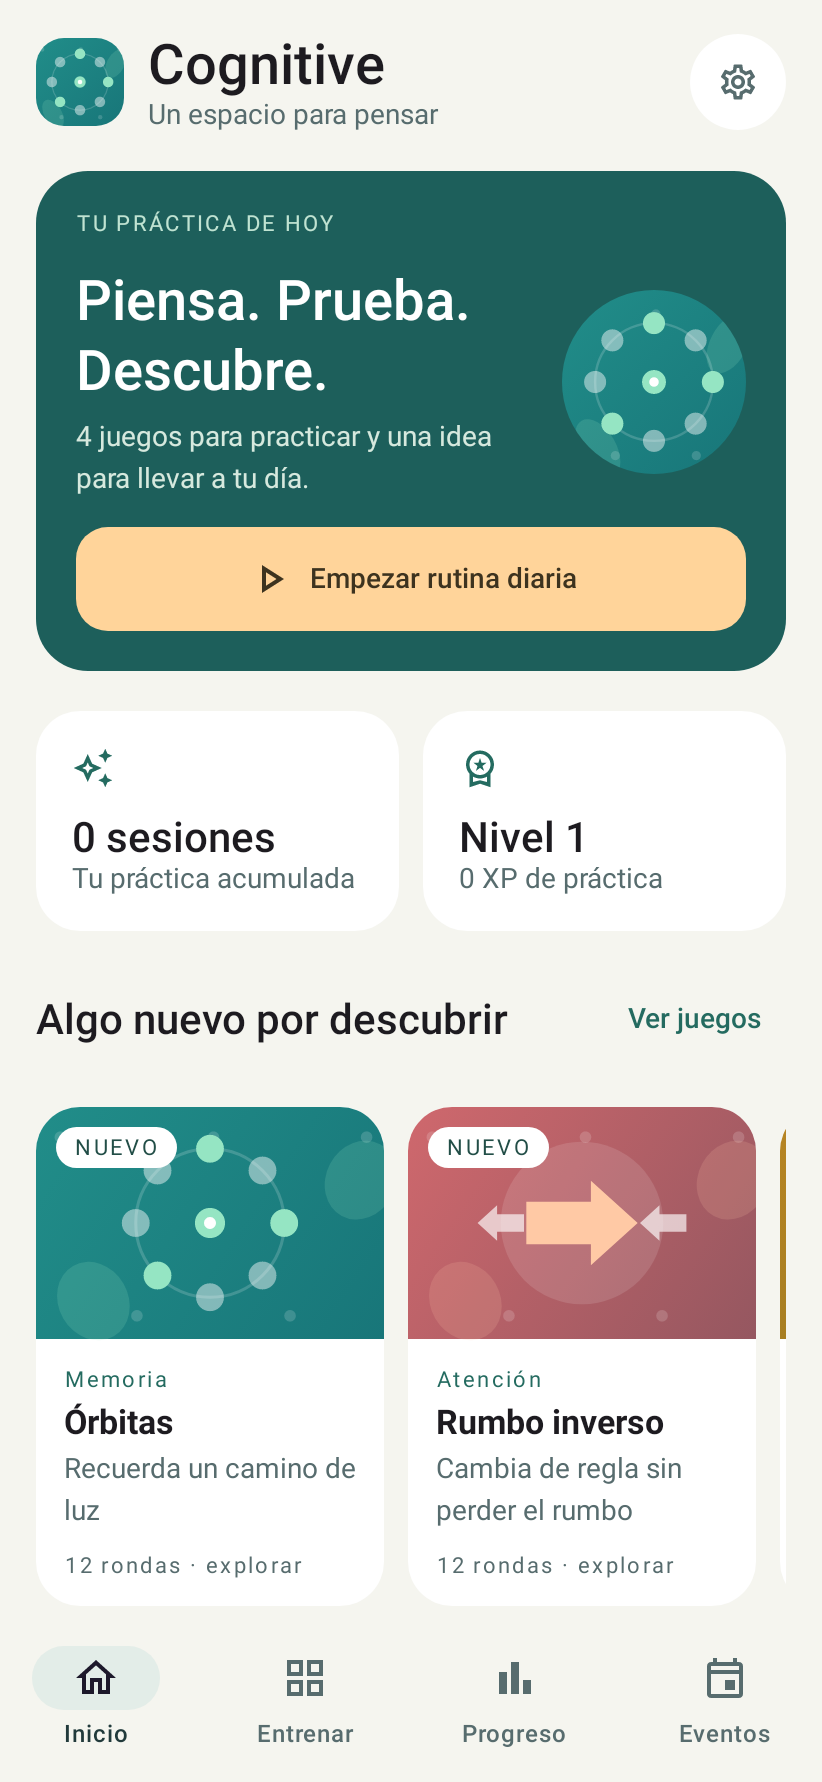 Cognitive
Un espacio para pensar
TU PRÁCTICA DE HOY
Piensa. Prueba.
Descubre.
4 juegos para practicar y una idea
para llevar a tu día.
Empezar rutina diaria
0 sesiones
Tu práctica acumulada
Nivel 1
0 XP de práctica
Algo nuevo por descubrir
Ver juegos
NUEVO
Memoria
Órbitas
Recuerda un camino de
luz
12 rondas · explorar
NUEVO
Atención
Rumbo inverso
Cambia de regla sin
perder el rumbo
12 rondas · explorar
Inicio
Entrenar
Progreso
Eventos